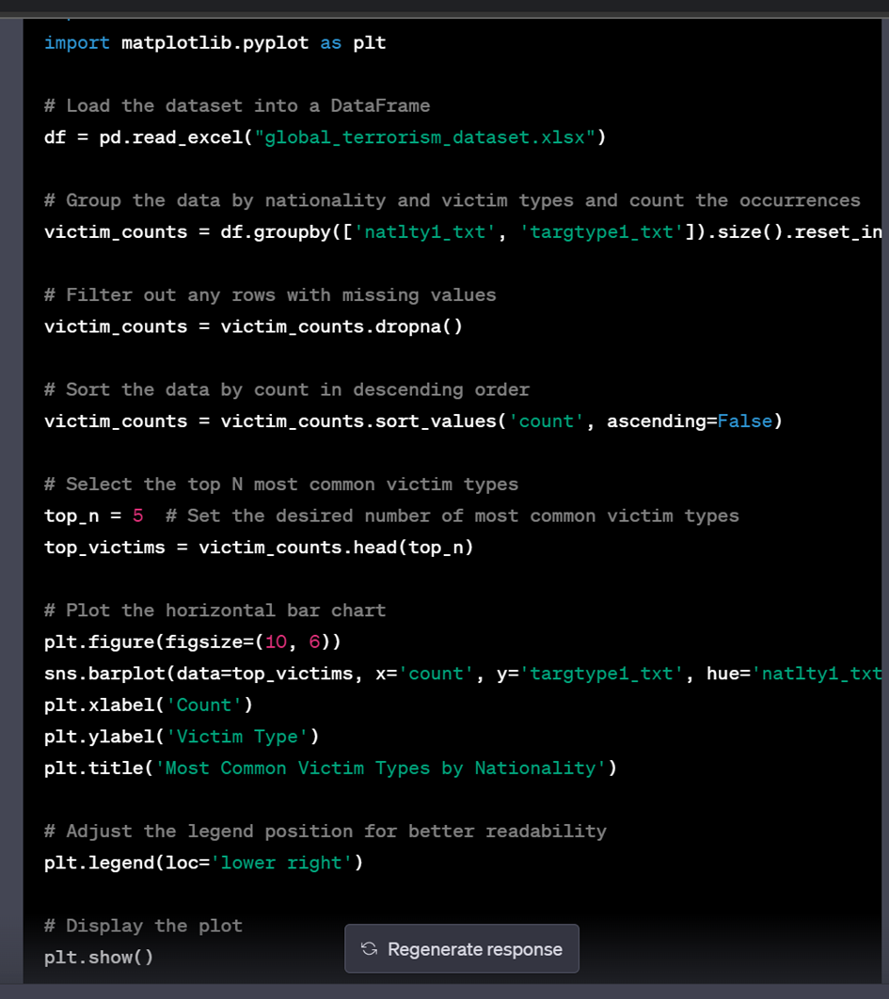 import matplotlib.pyplot as plt
# Load the dataset into a DataFrame
df = pd.read_excel("global_terrorism_dataset.xlsx")
# Group the data by nationality and victim types and count the occurrences
victim_counts = df.groupby(['natlty1_txt', 'targtype1_txt']).size().reset_in
# Filter out any rows with missing values
victim_counts = victim_counts.dropna()
# Sort the data by count in descending order
victim_counts = victim_counts.sort_values('count', ascending=False)
# Select the top N most common victim types
top_n = 5  # Set the desired number of most common victim types
top_victims = victim_counts.head(top_n)
# Plot the horizontal bar chart
plt.figure(figsize=(10, 6))
sns.barplot(data=top_victims, x='count', y='targtype1_txt', hue='natlty1_txt
plt.xlabel('Count')
plt.ylabel('Victim Type')
plt.title('Most Common Victim Types by Nationality')
# Adjust the legend position for better readability
plt.legend(loc='lower right')
# Display the plot
plt.show()
Regenerate response